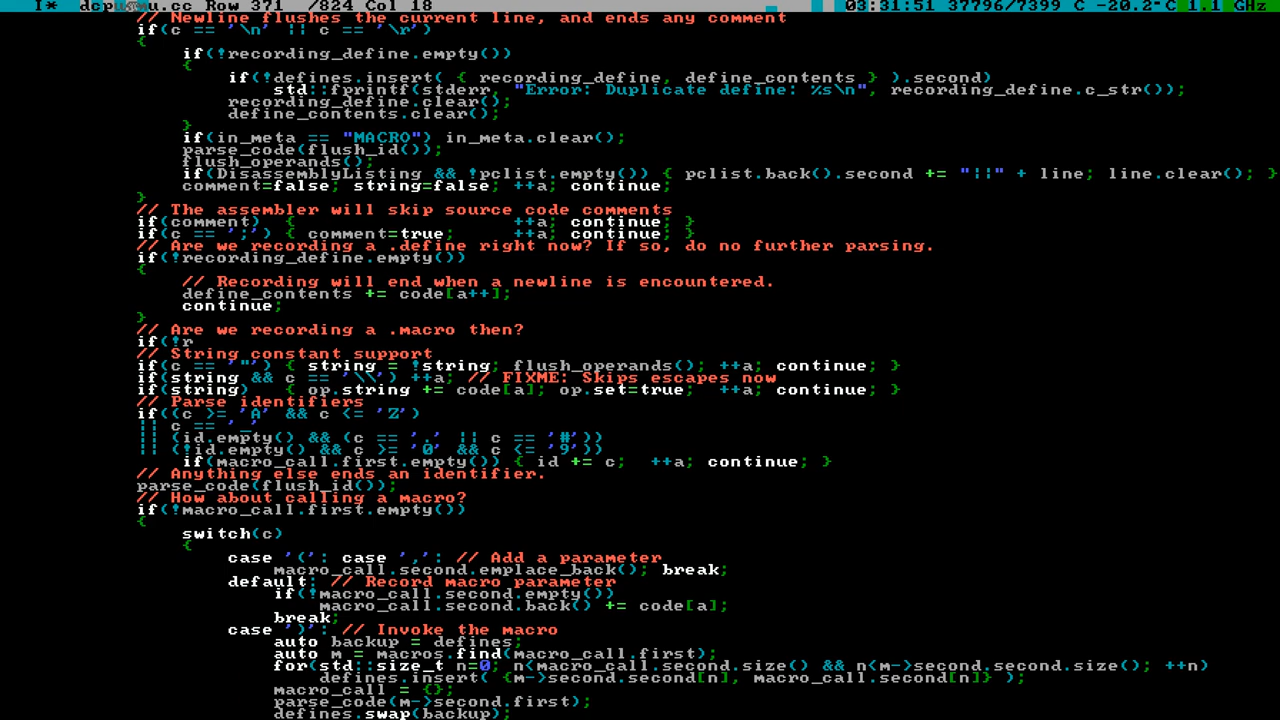 I* dcpu Row 371 /824 Col 18 03:31:51 37796/7399 C -20.2°C 1.1 GHz
// Newline flushes the current line, and ends any comment
if(c == '\n' || c == '\r')
{
if(!recording_define.empty())
{
if(!defines.insert( { recording_define, define_contents } ).second)
std::fprintf(stderr, "Error: Duplicate define: %s\n", recording_define.c_str());
recording_define.clear();
define_contents.clear();
}
if(in_meta == "MACRO") in_meta.clear();
parse_code(flush_id());
flush_operands();
if(DisassemblyListing && !pclist.empty()) { pclist.back().second += "||" + line; line.clear(); }
comment=false; string=false; ++a; continue;
}
// The assembler will skip source code comments
if(comment) { ++a; continue; }
if(c == ';') { comment=true; ++a; continue; }
// Are we recording a .define right now? If so, do no further parsing.
if(!recording_define.empty())
{
// Recording will end when a newline is encountered.
define_contents += code[a++];
continue;
}
// Are we recording a .macro then?
if(!r
// String constant support
if(c == '"') { string = !string; flush_operands(); ++a; continue; }
if(string && c == '\\') ++a; // FIXME: Skips escapes now
if(string) { op.string += code[a]; op.set=true; ++a; continue; }
// Parse identifiers
if((c >= 'A' && c <= 'Z')
|| c == '_'
|| (id.empty() && (c == '.' || c == '#'))
|| (!id.empty() && c >= '0' && c <= '9'))
if(macro_call.first.empty()) { id += c; ++a; continue; }
// Anything else ends an identifier.
parse_code(flush_id());
// How about calling a macro?
if(!macro_call.first.empty())
{
switch(c)
{
case '(': case ',': // Add a parameter
macro_call.second.emplace_back(); break;
default: // Record macro parameter
if(!macro_call.second.empty())
macro_call.second.back() += code[a];
break;
case ')': // Invoke the macro
auto backup = defines;
auto m = macros.find(macro_call.first);
for(std::size_t n=0; n<macro_call.second.size() && n<m->second.second.size(); ++n)
defines.insert( {m->second.second[n], macro_call.second[n]} );
macro_call = {};
parse_code(m->second.first);
defines.swap(backup);